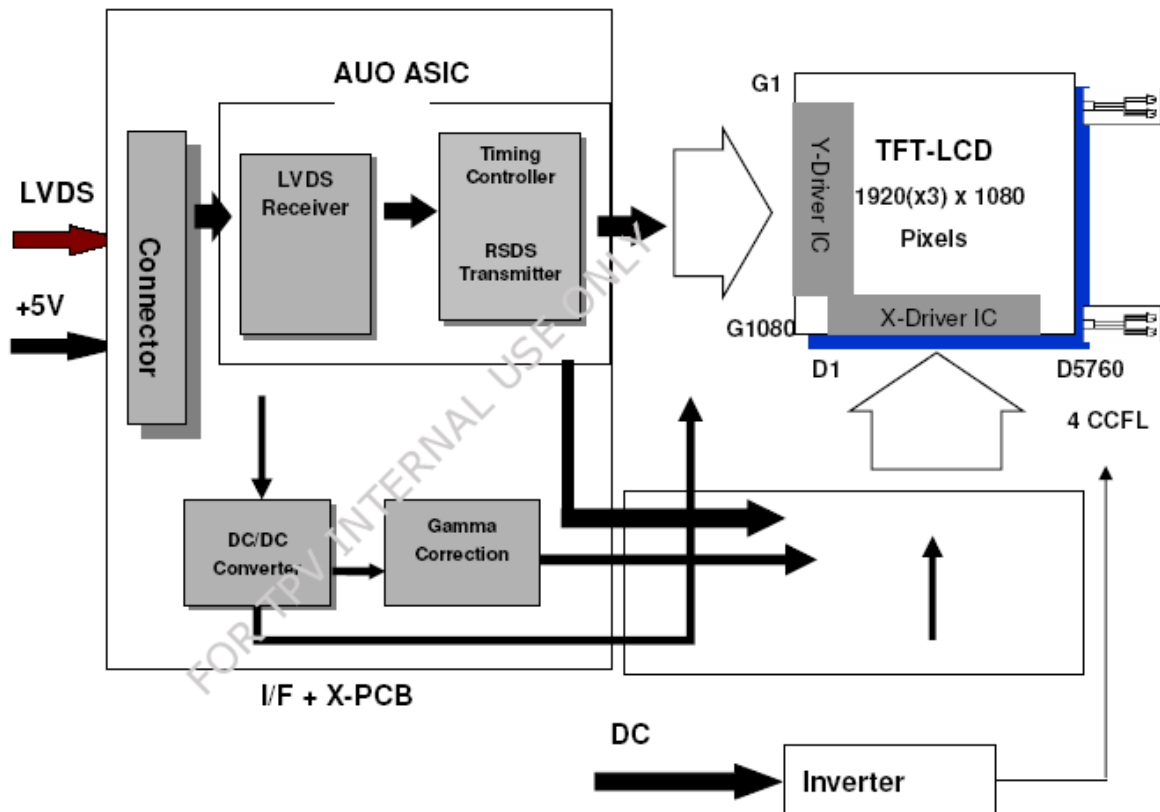 AUO ASIC
LVDS
+5V
Connector
LVDS
Receiver
Timing
Controller
RSDS
Transmitter
G1
Y-Driver IC
TFT-LCD
1920(x3) x 1080
Pixels
G1080
X-Driver IC
D1
D5760
4 CCFL
DC/DC
Converter
Gamma
Correction
I/F + X-PCB
DC
Inverter
FOR TPV INTERNAL USE ONLY